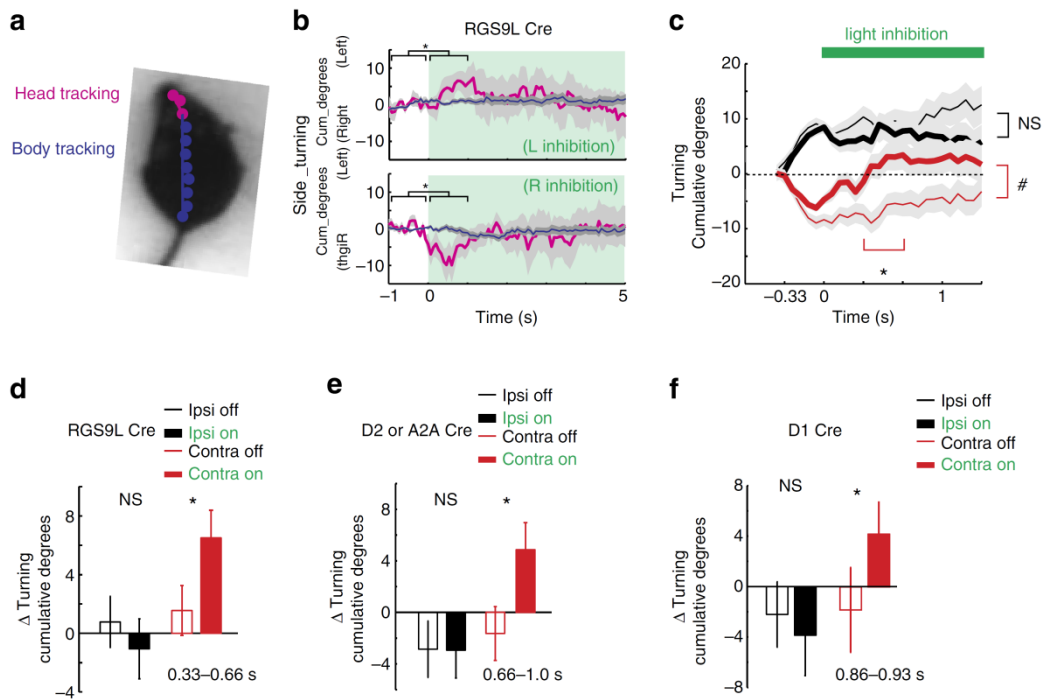 a
Head tracking
Body tracking
b
RGS9L Cre
Side_turning
Cum_degrees
(Right (Left)
10
0
−10
*
(L inhibition)
Cum_degrees
(thgiR (Left)
10
0
−10
*
(R inhibition)
−1 0 5
Time (s)
c
light inhibition
Turning
Cumulative degrees
20
10
0
−10
−20
NS
#
*
−0.33 0 1
Time (s)
d
RGS9L Cre
Ipsi off
Ipsi on
Contra off
Contra on
NS *
Δ Turning
cumulative degrees
8
4
0
−4
0.33–0.66 s
e
D2 or A2A Cre
Ipsi off
Ipsi on
Contra off
Contra on
NS *
Δ Turning
cumulative degrees
8
4
0
−4
0.66–1.0 s
f
D1 Cre
Ipsi off
Ipsi on
Contra off
Contra on
NS *
Δ Turning
cumulative degrees
8
4
0
−4
−8
0.86–0.93 s